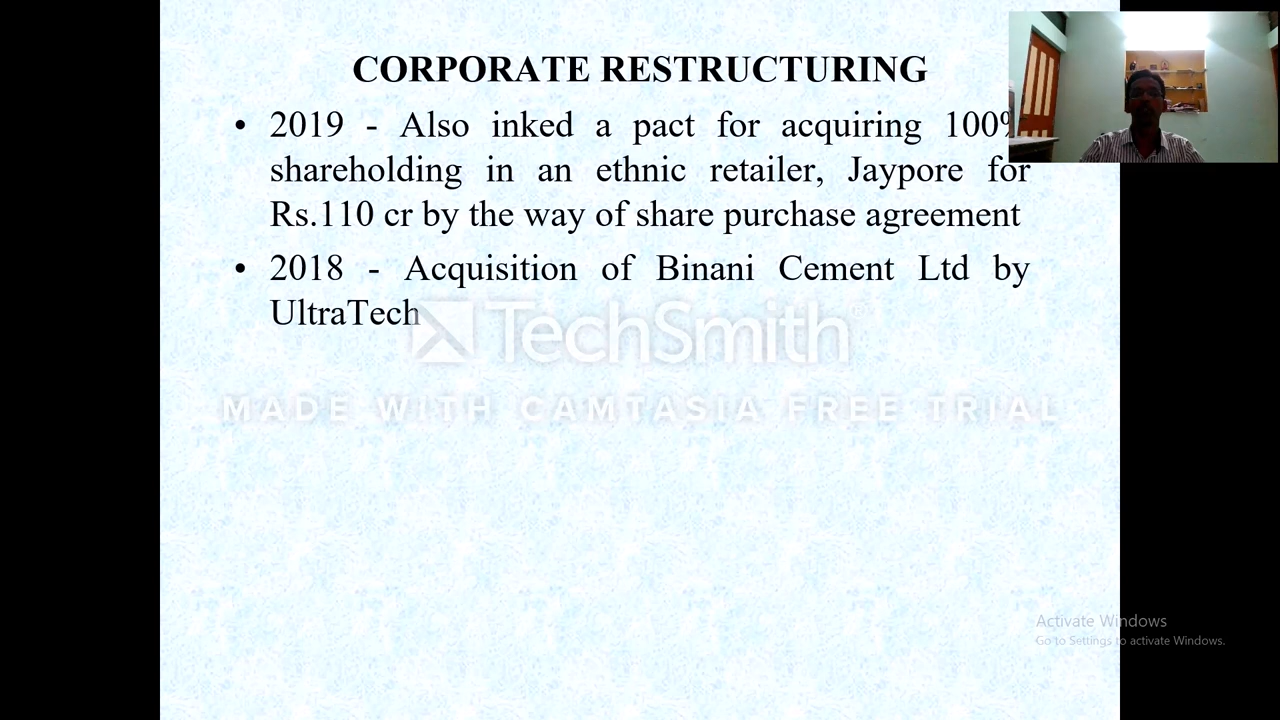 CORPORATE RESTRUCTURING
• 2019 - Also inked a pact for acquiring 100%
shareholding in an ethnic retailer, Jaypore for
Rs.110 cr by the way of share purchase agreement
• 2018 - Acquisition of Binani Cement Ltd by
UltraTech
TechSmith®
MADE WITH CAMTASIA FREE TRIAL
Activate Windows
Go to Settings to activate Windows.